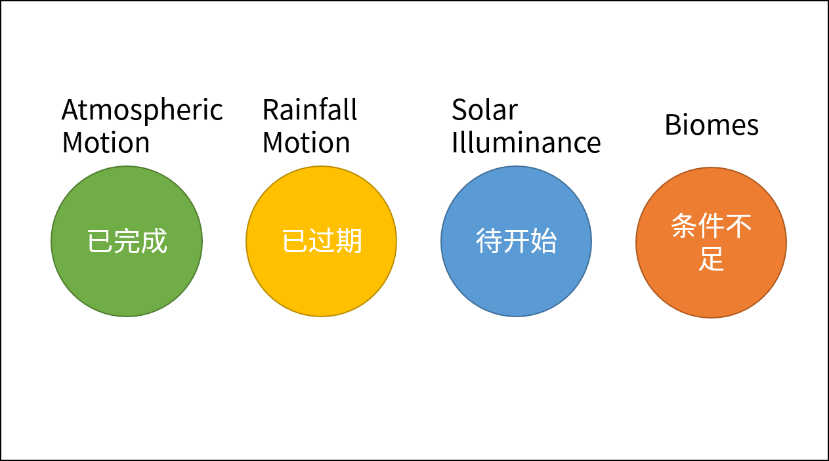 Atmospheric
Motion
Rainfall
Motion
Solar
Illuminance
Biomes
已完成
已过期
待开始
条件不
足